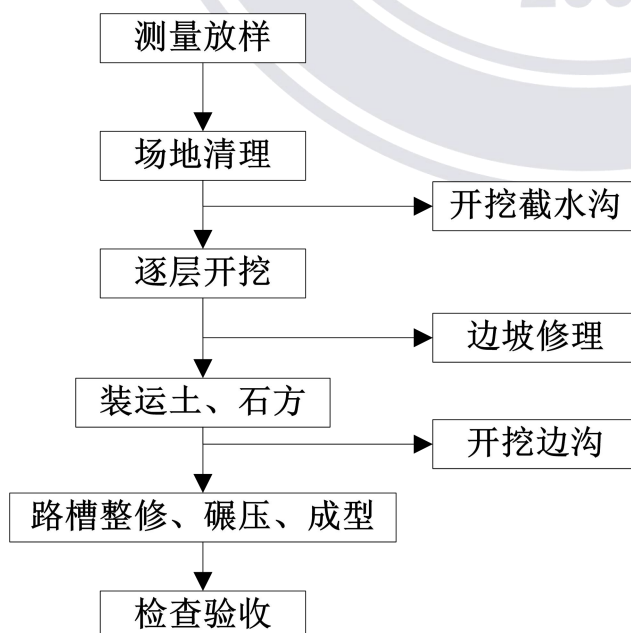 测量放样
场地清理
开挖截水沟
逐层开挖
边坡修理
装运土、石方
开挖边沟
路槽整修、碾压、成型
检查验收